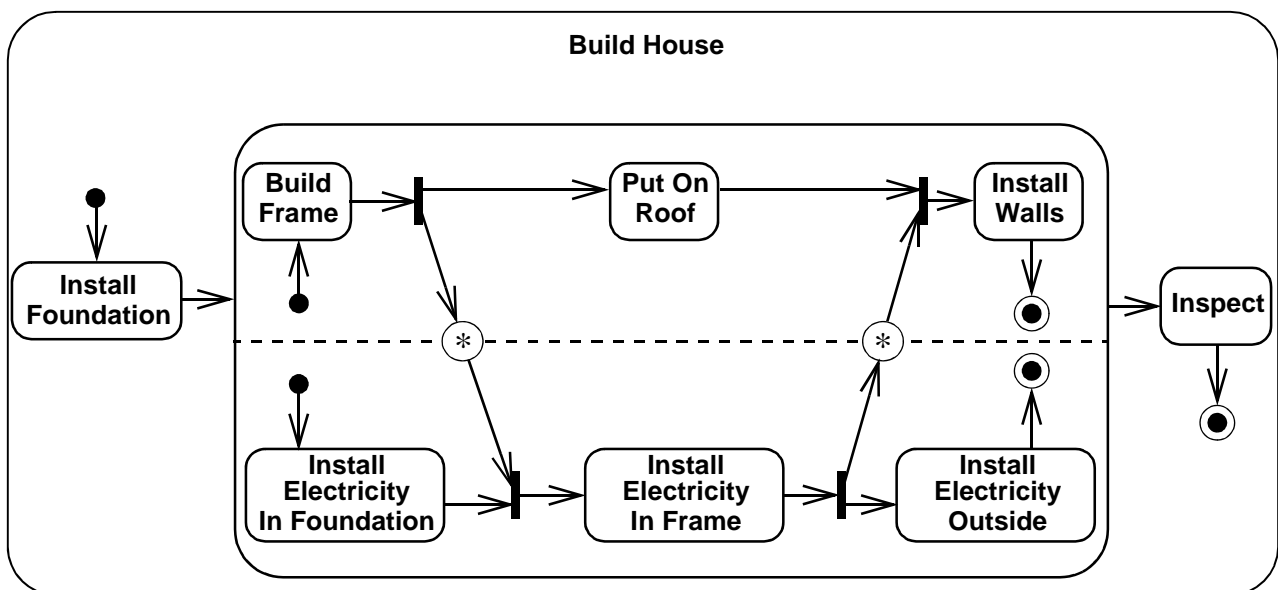 Build House
Build
Frame
Put On
Roof
Install
Walls
Install
Foundation
Inspect
*
*
Install
Electricity
In Foundation
Install
Electricity
In Frame
Install
Electricity
Outside